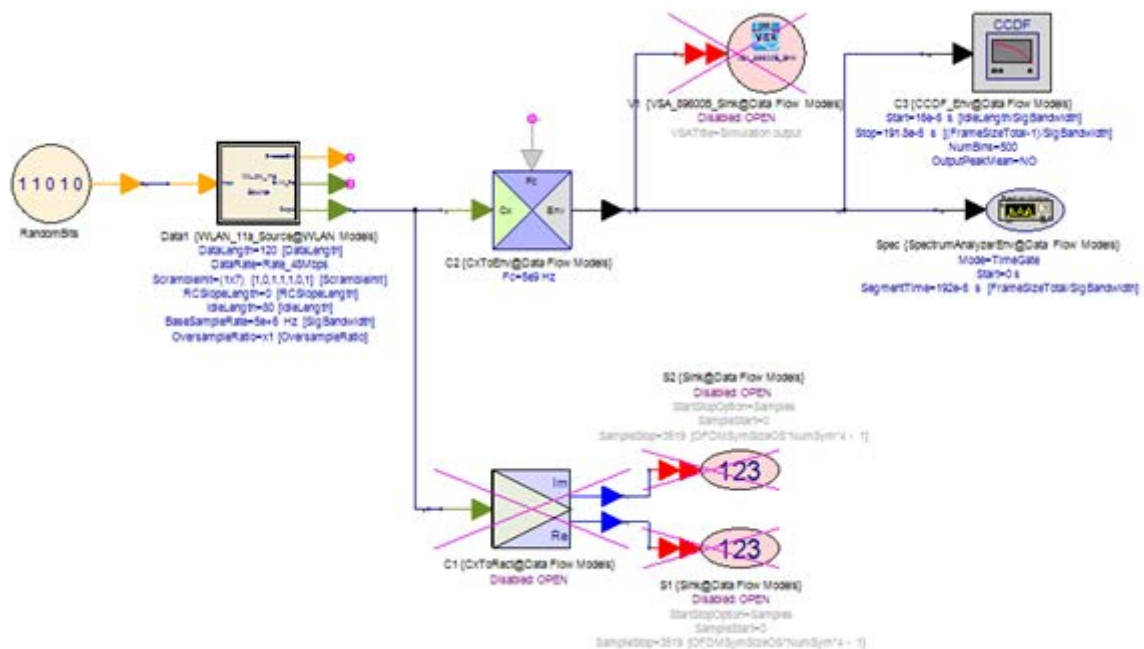 11010
RandomBits
Data1 {WLAN_11a_Source@WLAN Models}
DataLength=120 [DataLength]
DataRate=Rate_48Mbps
ScrambleInit=(1x7) [1,0,1,1,1,0,1] [ScrambleInit]
RCSlopeLength=0 [RCSlopeLength]
IdleLength=80 [IdleLength]
BaseSampleRate=5e+6 Hz [SigBandwidth]
OversampleRatio=x1 [OversampleRatio]
Fc
Cx
Env
C2 {CxToEnv@Data Flow Models}
Fc=5e9 Hz
VSA
V1 {VSA_89600B_Sink@Data Flow Models}
Disabled: OPEN
VSATitle=Simulation output
CCDF
C3 {CCDF_Env@Data Flow Models}
Start=16e-6 s [IdleLength/SigBandwidth]
Stop=191.8e-6 s [(FrameSizeTotal-1)/SigBandwidth]
NumBins=500
OutputPeakMean=NO
Spec {SpectrumAnalyzerEnv@Data Flow Models}
Mode=TimeGate
Start=0 s
SegmentTime=192e-6 s [FrameSizeTotal/SigBandwidth]
S2 {Sink@Data Flow Models}
Disabled: OPEN
StartStopOption=Samples
SampleStart=0
SampleStop=3519 [OFDMSymSizeOS*NumSym*4 - 1]
123
Im
Re
C1 {CxToRect@Data Flow Models}
Disabled: OPEN
123
S1 {Sink@Data Flow Models}
Disabled: OPEN
StartStopOption=Samples
SampleStart=0
SampleStop=3519 [OFDMSymSizeOS*NumSym*4 - 1]